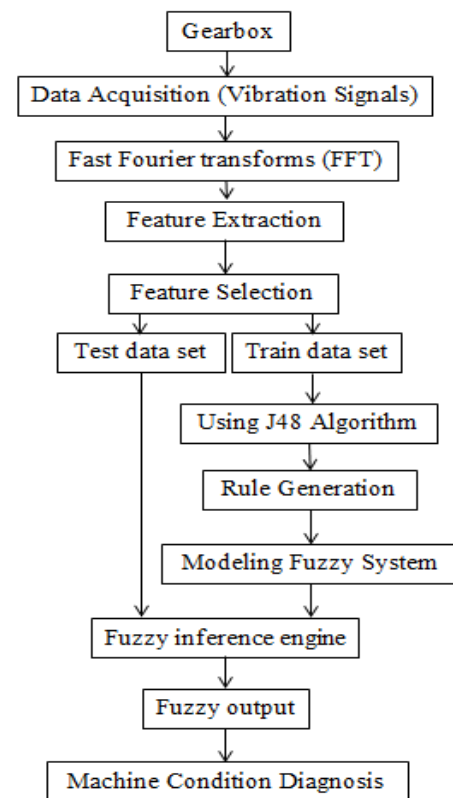 Gearbox
Data Acquisition (Vibration Signals)
Fast Fourier transforms (FFT)
Feature Extraction
Feature Selection
Test data set
Train data set
Using J48 Algorithm
Rule Generation
Modeling Fuzzy System
Fuzzy inference engine
Fuzzy output
Machine Condition Diagnosis